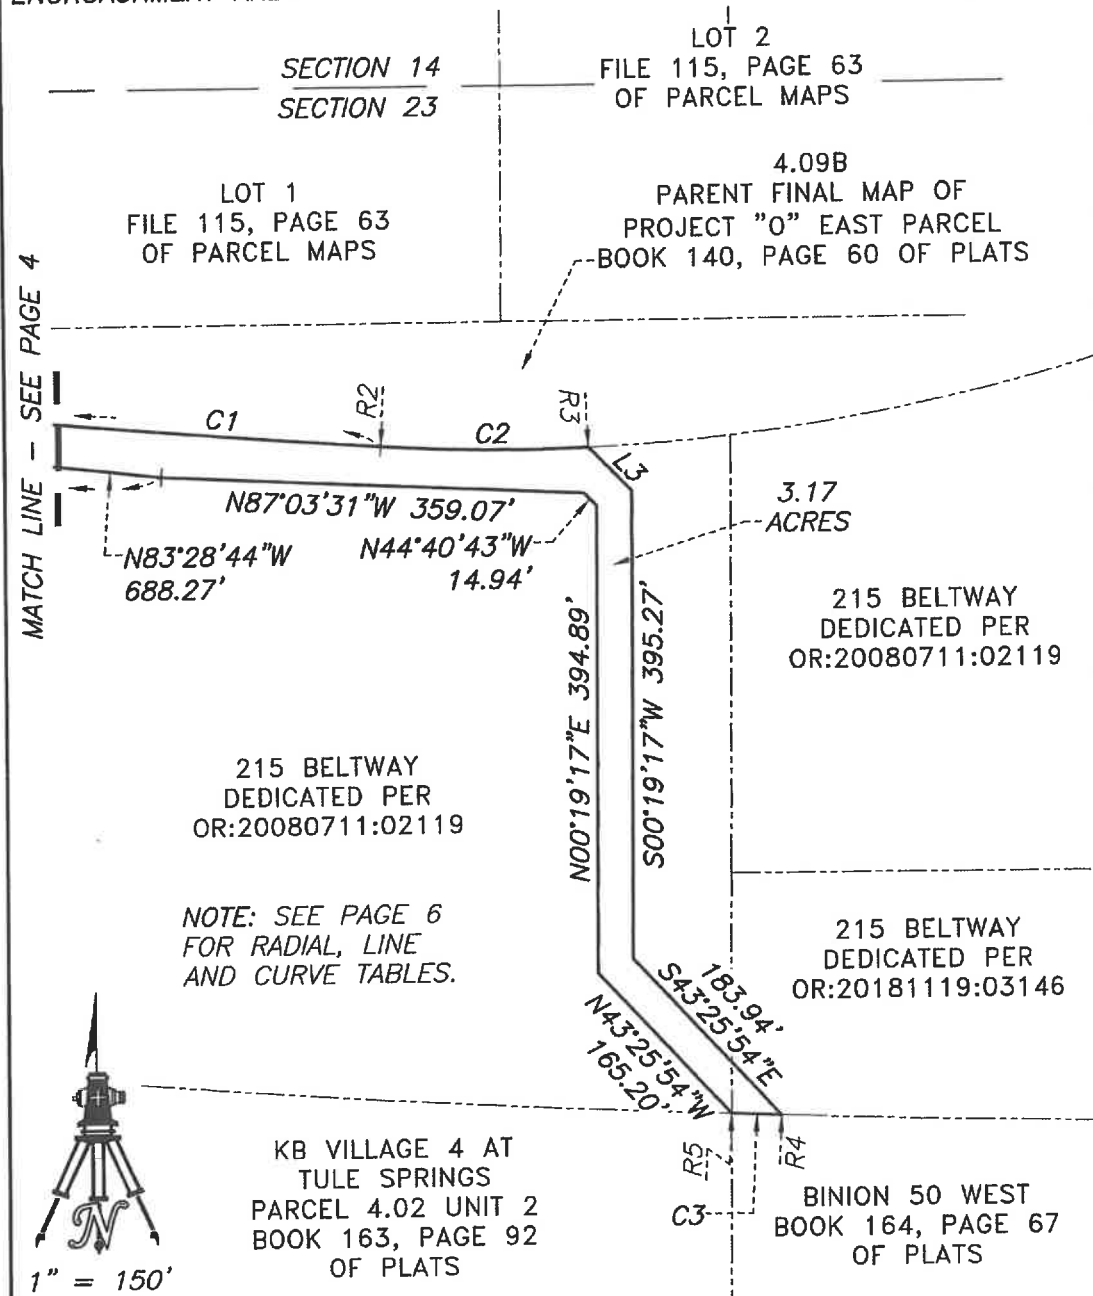 SECTION 14
SECTION 23
LOT 2
FILE 115, PAGE 63
OF PARCEL MAPS
LOT 1
FILE 115, PAGE 63
OF PARCEL MAPS
4.09B
PARENT FINAL MAP OF
PROJECT "O" EAST PARCEL
BOOK 140, PAGE 60 OF PLATS
MATCH LINE - SEE PAGE 4
C1
R2
C2
R3
L3
N87°03'31"W 359.07'
N83°28'44"W
688.27'
N44°40'43"W
14.94'
3.17
ACRES
N00°19'17"E 394.89'
S00°19'17"W 395.27'
215 BELTWAY
DEDICATED PER
OR:20080711:02119
215 BELTWAY
DEDICATED PER
OR:20080711:02119
NOTE: SEE PAGE 6
FOR RADIAL, LINE
AND CURVE TABLES.
215 BELTWAY
DEDICATED PER
OR:20181119:03146
183.94'
S43°25'54"E
N43°25'54"W
165.20'
R5
R4
C3
KB VILLAGE 4 AT
TULE SPRINGS
PARCEL 4.02 UNIT 2
BOOK 163, PAGE 92
OF PLATS
BINION 50 WEST
BOOK 164, PAGE 67
OF PLATS
N
1" = 150'